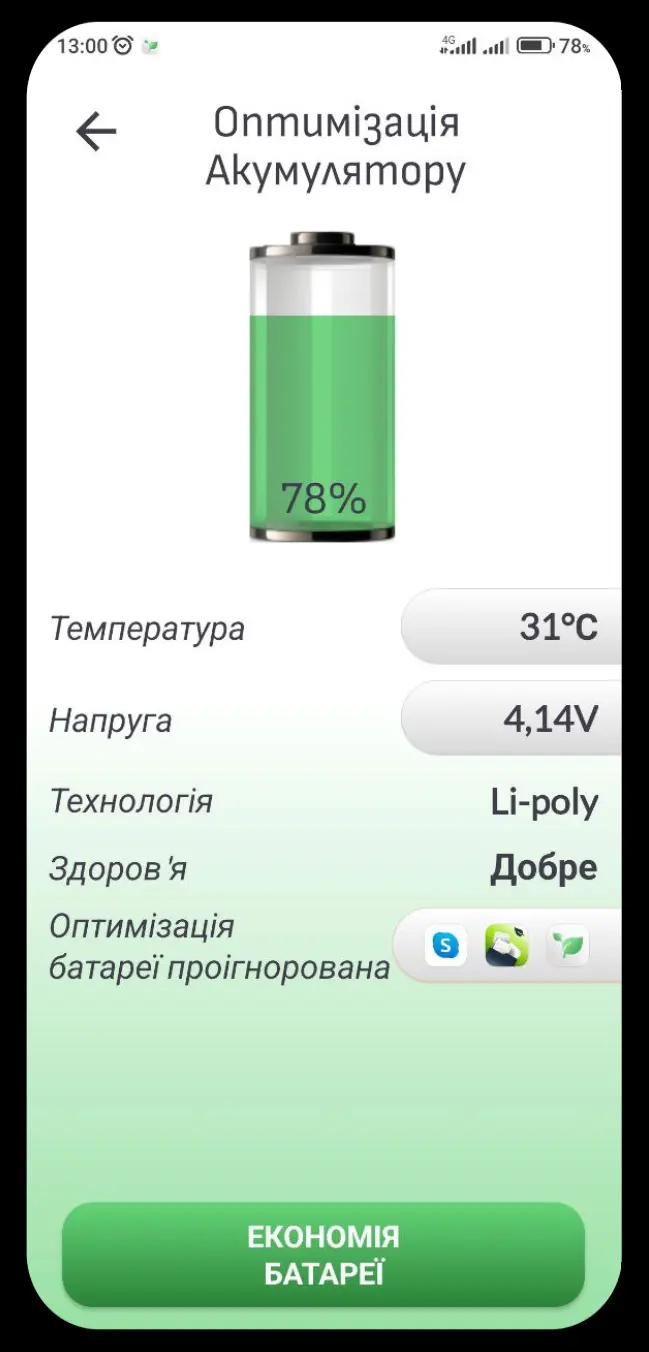 13:00 4G 78%
Оптимізація
Акумулятору
78%
Температура 31°C
Напруга 4,14V
Технологія Li-poly
Здоров'я Добре
Оптимізація
батареї проігнорована
S
ЕКОНОМІЯ
БАТАРЕЇ